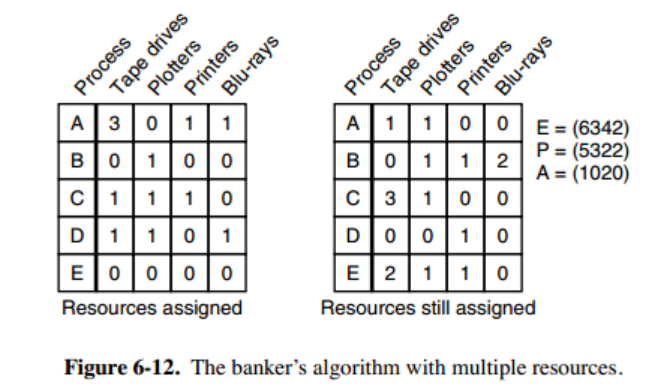 Process Tape drives Plotters Printers Blu-rays
A 3 0 1 1
B 0 1 0 0
C 1 1 1 0
D 1 1 0 1
E 0 0 0 0
Resources assigned
Process Tape drives Plotters Printers Blu-rays
A 1 1 0 0
B 0 1 1 2
C 3 1 0 0
D 0 0 1 0
E 2 1 1 0
Resources still assigned
E = (6342)
P = (5322)
A = (1020)
Figure 6-12. The banker’s algorithm with multiple resources.